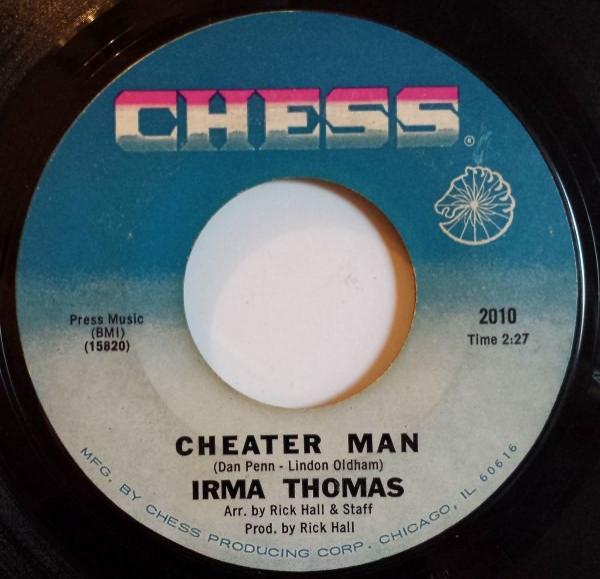 CHESS®
Press Music
(BMI)
(15820)
2010
Time 2:27
CHEATER MAN
(Dan Penn - Lindon Oldham)
IRMA THOMAS
Arr. by Rick Hall & Staff
Prod. by Rick Hall
MFG. BY CHESS PRODUCING CORP. CHICAGO, IL 60616